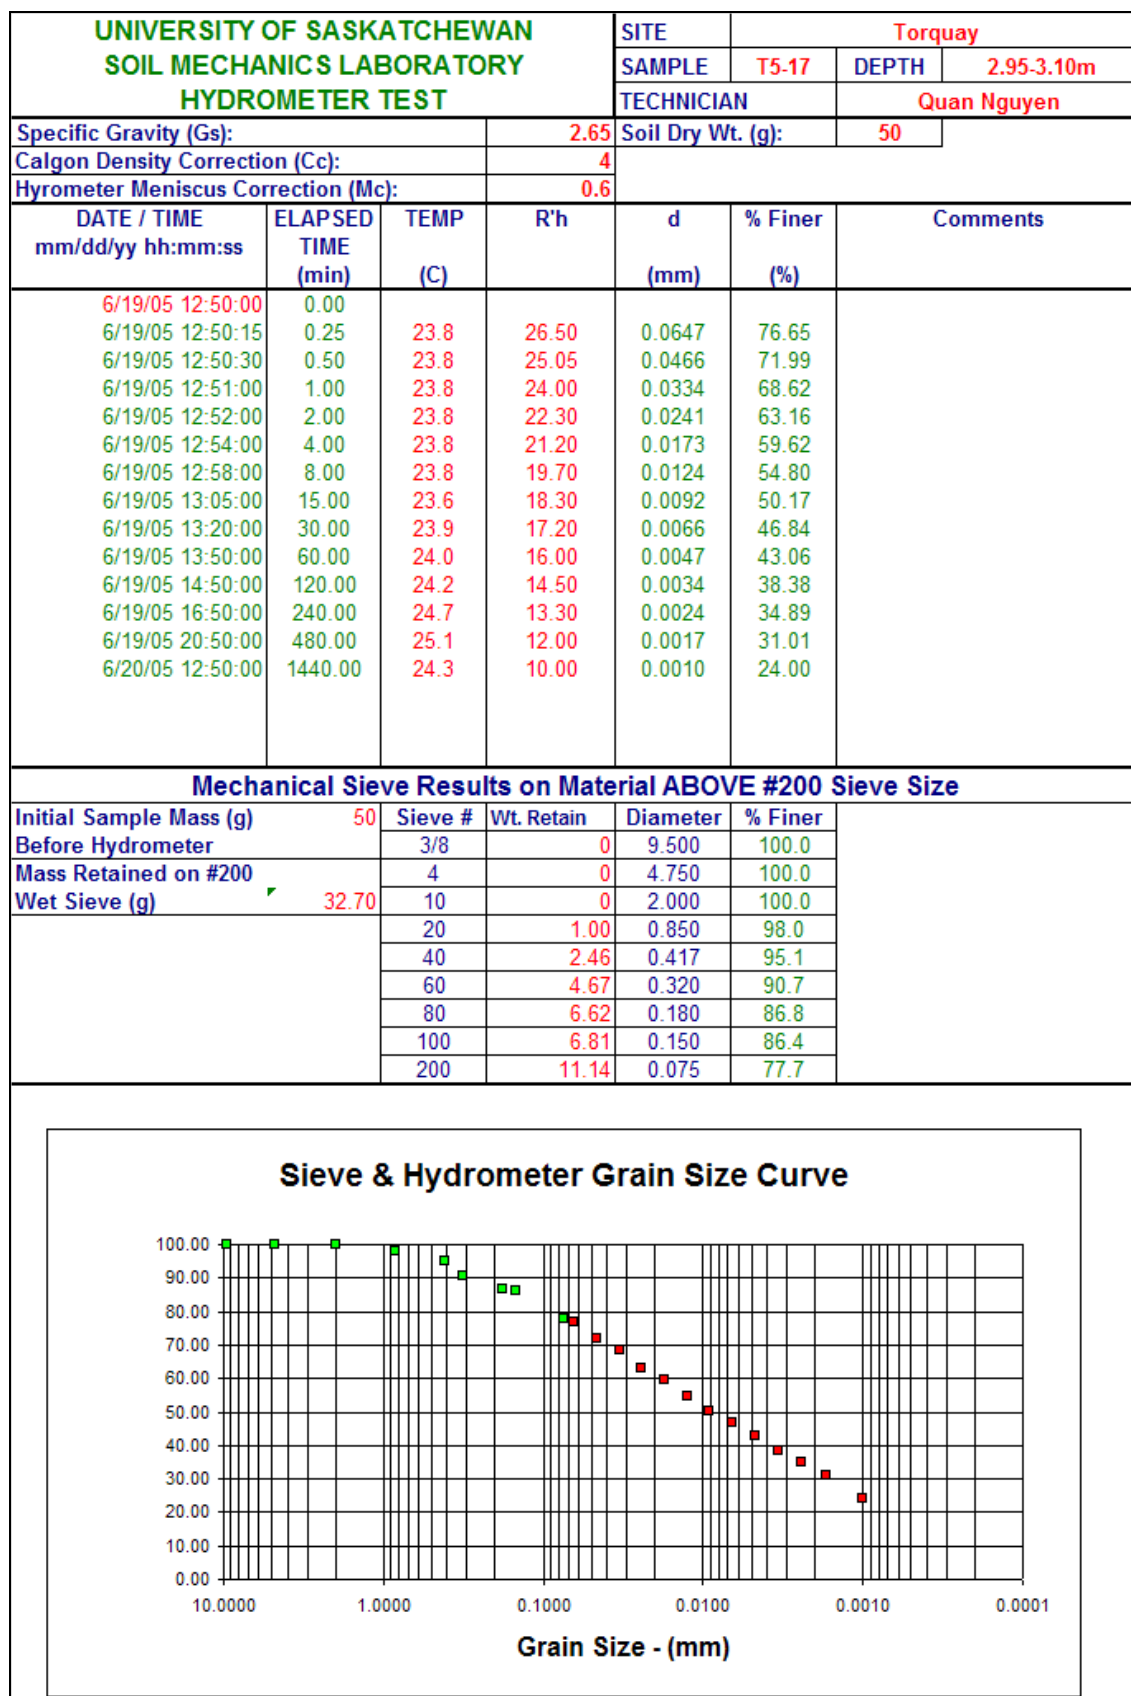 UNIVERSITY OF SASKATCHEWAN
SOIL MECHANICS LABORATORY
HYDROMETER TEST
SITE Torquay
SAMPLE T5-17 DEPTH 2.95-3.10m
TECHNICIAN Quan Nguyen
Specific Gravity (Gs): 2.65 Soil Dry Wt. (g): 50
Calgon Density Correction (Cc): 4
Hyrometer Meniscus Correction (Mc): 0.6
DATE / TIME ELAPSED TEMP R'h d % Finer Comments
mm/dd/yy hh:mm:ss TIME
(min) (C) (mm) (%)
6/19/05 12:50:00 0.00
6/19/05 12:50:15 0.25 23.8 26.50 0.0647 76.65
6/19/05 12:50:30 0.50 23.8 25.05 0.0466 71.99
6/19/05 12:51:00 1.00 23.8 24.00 0.0334 68.62
6/19/05 12:52:00 2.00 23.8 22.30 0.0241 63.16
6/19/05 12:54:00 4.00 23.8 21.20 0.0173 59.62
6/19/05 12:58:00 8.00 23.8 19.70 0.0124 54.80
6/19/05 13:05:00 15.00 23.6 18.30 0.0092 50.17
6/19/05 13:20:00 30.00 23.9 17.20 0.0066 46.84
6/19/05 13:50:00 60.00 24.0 16.00 0.0047 43.06
6/19/05 14:50:00 120.00 24.2 14.50 0.0034 38.38
6/19/05 16:50:00 240.00 24.7 13.30 0.0024 34.89
6/19/05 20:50:00 480.00 25.1 12.00 0.0017 31.01
6/20/05 12:50:00 1440.00 24.3 10.00 0.0010 24.00
Mechanical Sieve Results on Material ABOVE #200 Sieve Size
Initial Sample Mass (g) 50 Sieve # Wt. Retain Diameter % Finer
Before Hydrometer 3/8 0 9.500 100.0
Mass Retained on #200 4 0 4.750 100.0
Wet Sieve (g) 32.70 10 0 2.000 100.0
20 1.00 0.850 98.0
40 2.46 0.417 95.1
60 4.67 0.320 90.7
80 6.62 0.180 86.8
100 6.81 0.150 86.4
200 11.14 0.075 77.7
Sieve & Hydrometer Grain Size Curve
100.00
90.00
80.00
70.00
60.00
50.00
40.00
30.00
20.00
10.00
0.00
10.0000 1.0000 0.1000 0.0100 0.0010 0.0001
Grain Size - (mm)